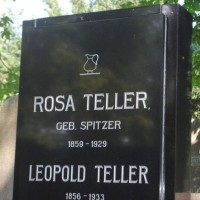 ROSA TELLER
GEB. SPITZER
1859 - 1929
LEOPOLD TELLER
1856 - 1933